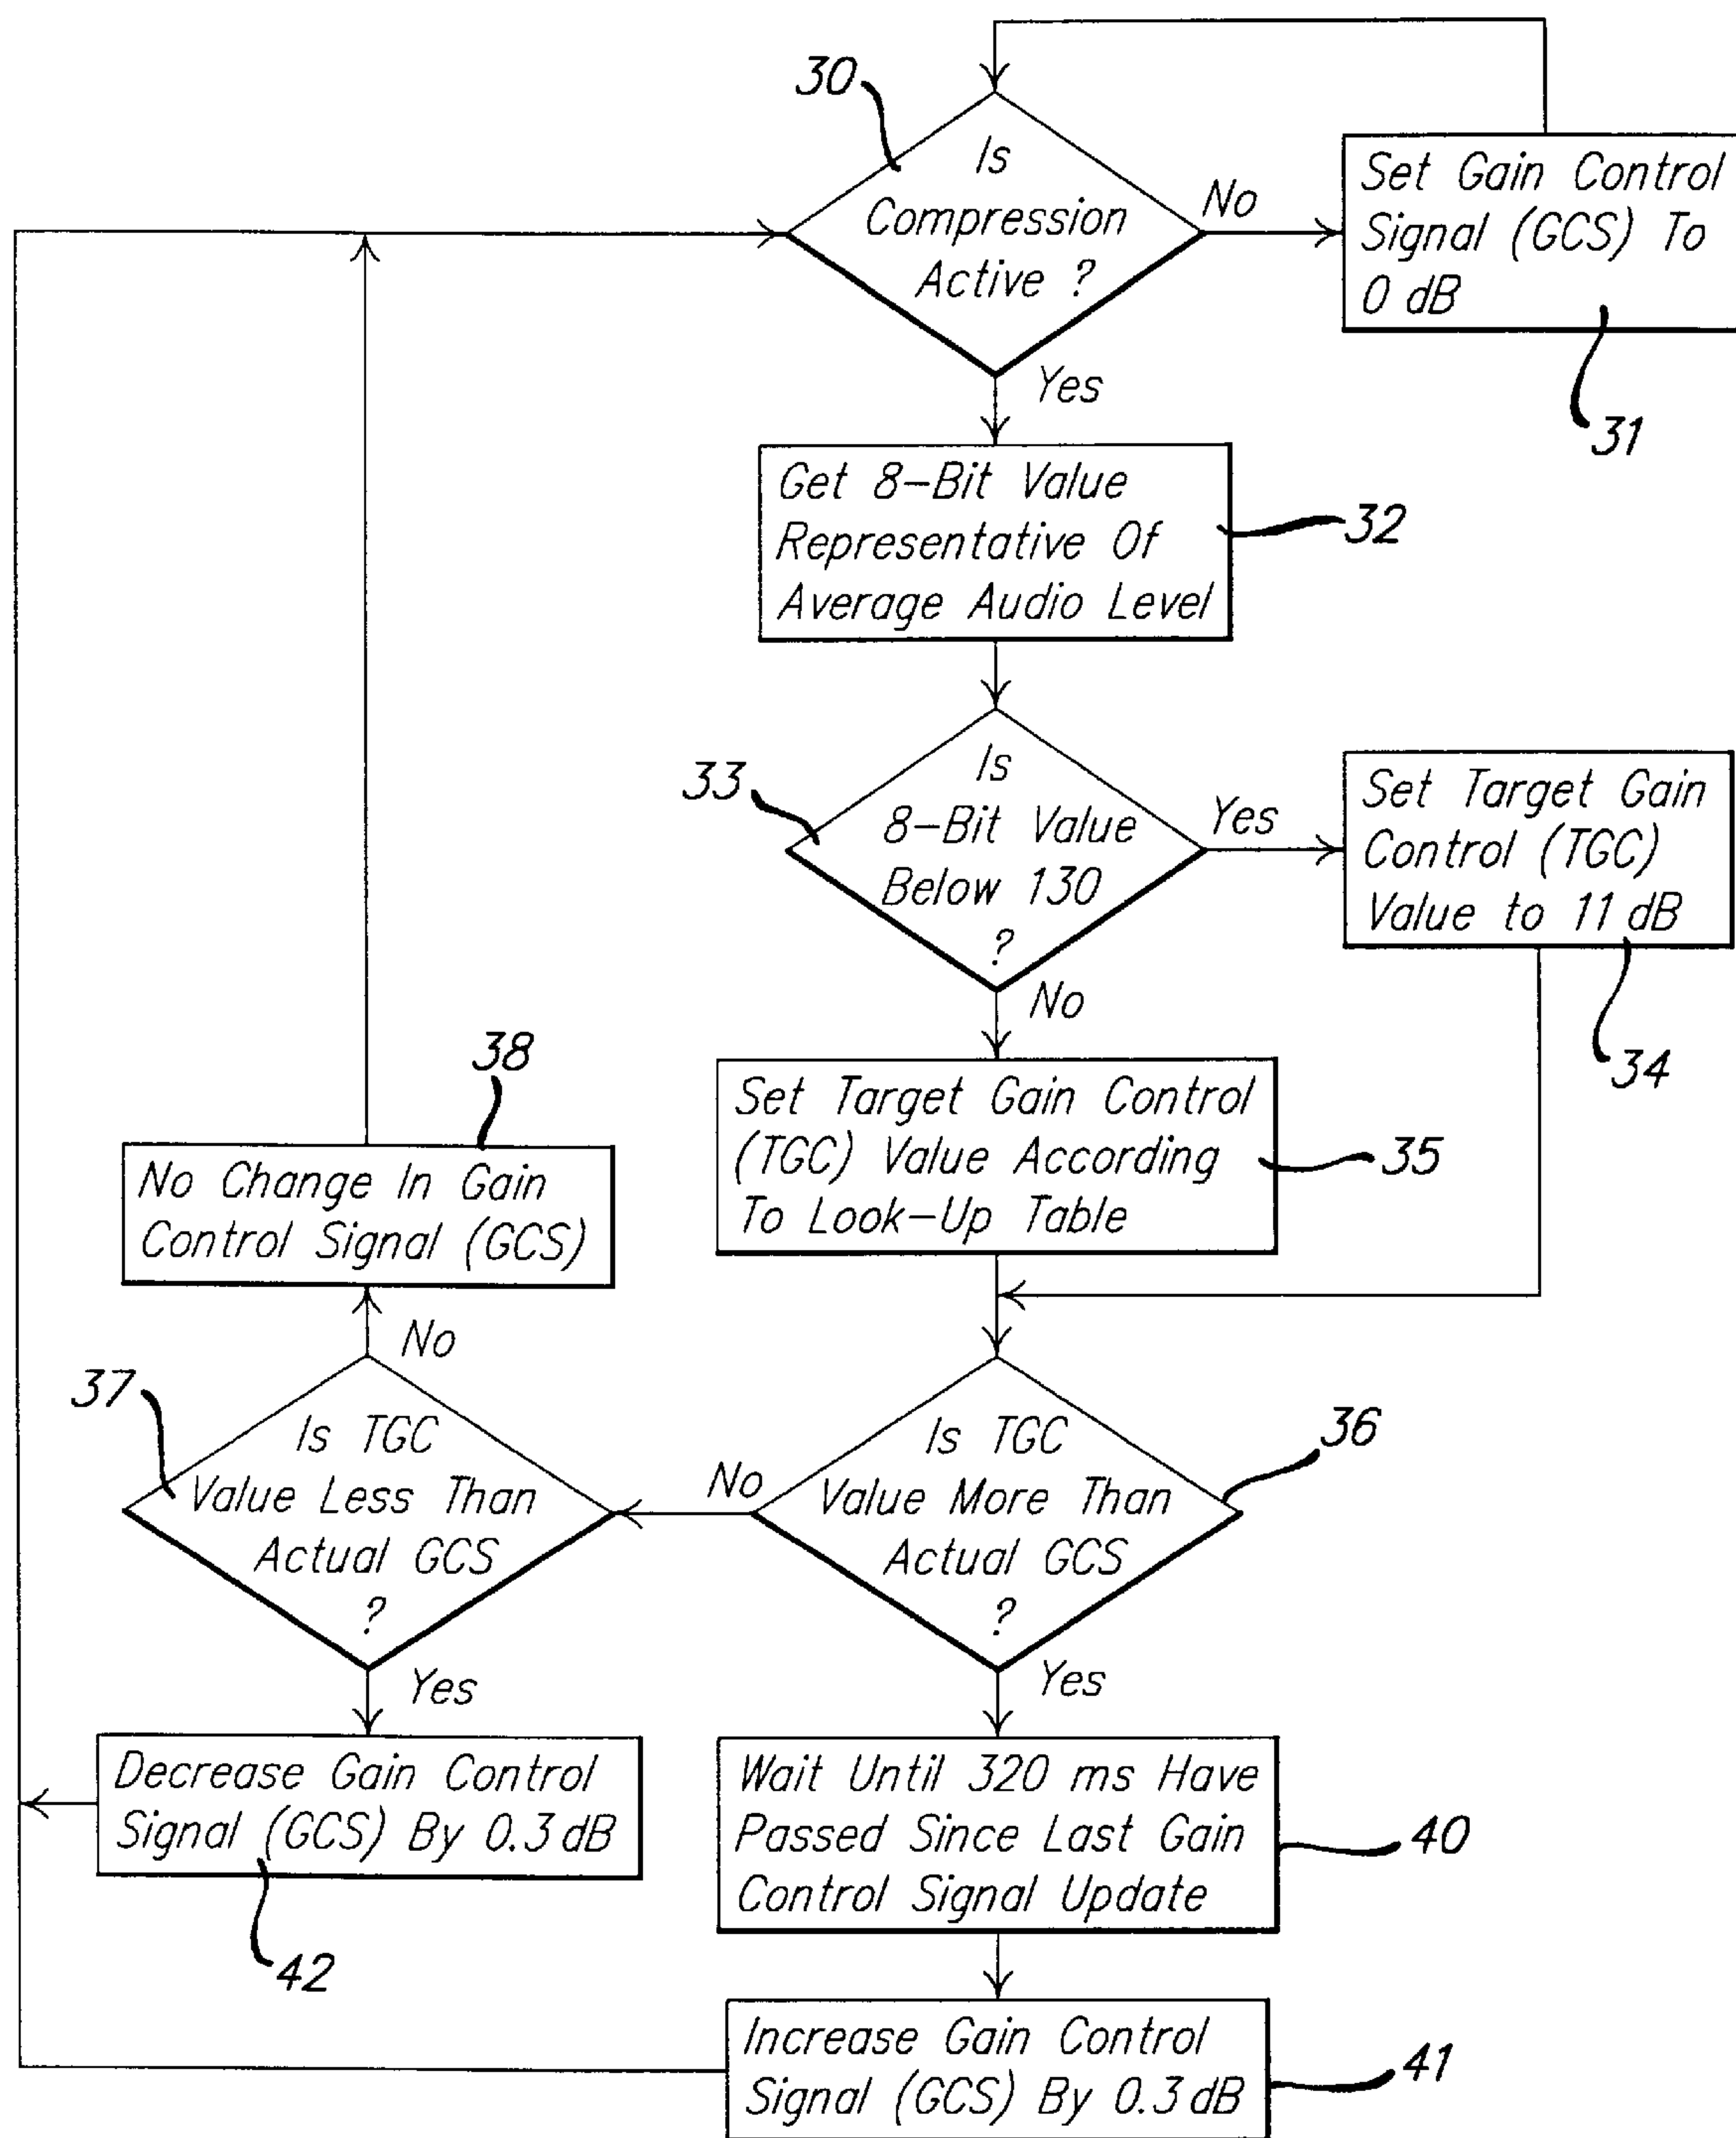 30
Is
Compression
Active ?
No
Set Gain Control
Signal (GCS) To
0 dB
31
Yes
Get 8-Bit Value
Representative Of
Average Audio Level
32
33
Is
8-Bit Value
Below 130
?
Yes
Set Target Gain
Control (TGC)
Value to 11 dB
34
No
38
No Change In Gain
Control Signal (GCS)
Set Target Gain Control
(TGC) Value According
To Look-Up Table
35
No
37
Is TGC
Value Less Than
Actual GCS
?
No
Is TGC
Value More Than
Actual GCS
?
36
Yes
Yes
Decrease Gain Control
Signal (GCS) By 0.3 dB
42
Wait Until 320 ms Have
Passed Since Last Gain
Control Signal Update
40
Increase Gain Control
Signal (GCS) By 0.3 dB
41